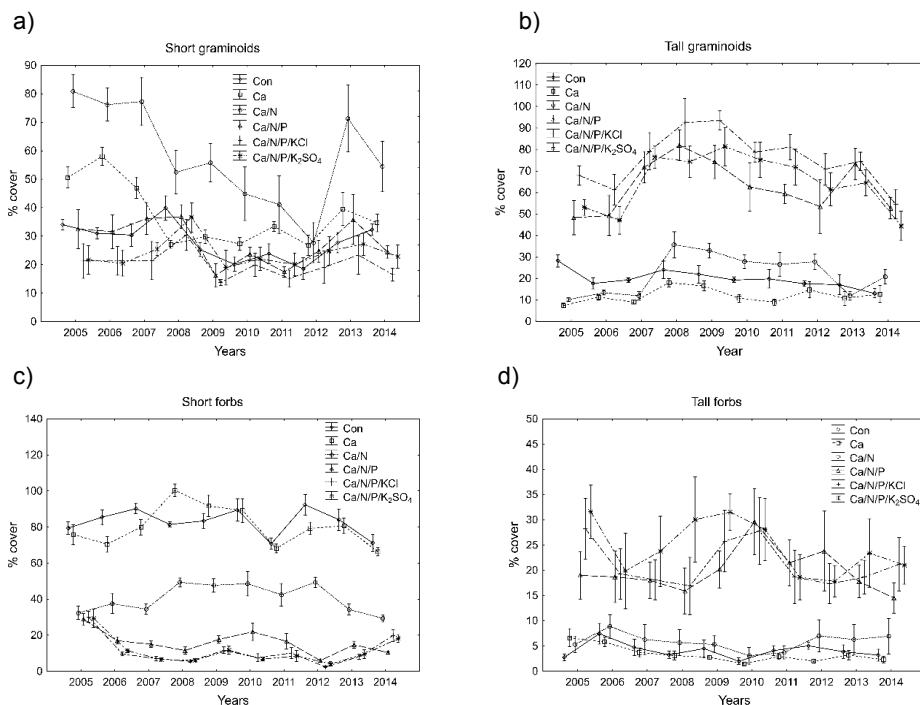 a)
Short graminoids
90
80
70
60
50
40
30
20
10
0
% cover
Con
Ca
Ca/N
Ca/N/P
Ca/N/P/KCl
Ca/N/P/K₂SO₄
2005 2006 2007 2008 2009 2010 2011 2012 2013 2014
Years
b)
Tall graminoids
120
110
100
90
80
70
60
50
40
30
20
10
0
% cover
Con
Ca
Ca/N
Ca/N/P
Ca/N/P/KCl
Ca/N/P/K₂SO₄
2005 2006 2007 2008 2009 2010 2011 2012 2013 2014
Year
c)
Short forbs
140
120
100
80
60
40
20
0
% cover
Con
Ca
Ca/N
Ca/N/P
Ca/N/P/KCl
Ca/N/P/K₂SO₄
2005 2006 2007 2008 2009 2010 2011 2012 2013 2014
Years
d)
Tall forbs
50
45
40
35
30
25
20
15
10
5
0
% cover
Con
Ca
Ca/N
Ca/N/P
Ca/N/P/KCl
Ca/N/P/K₂SO₄
2005 2006 2007 2008 2009 2010 2011 2012 2013 2014
Years